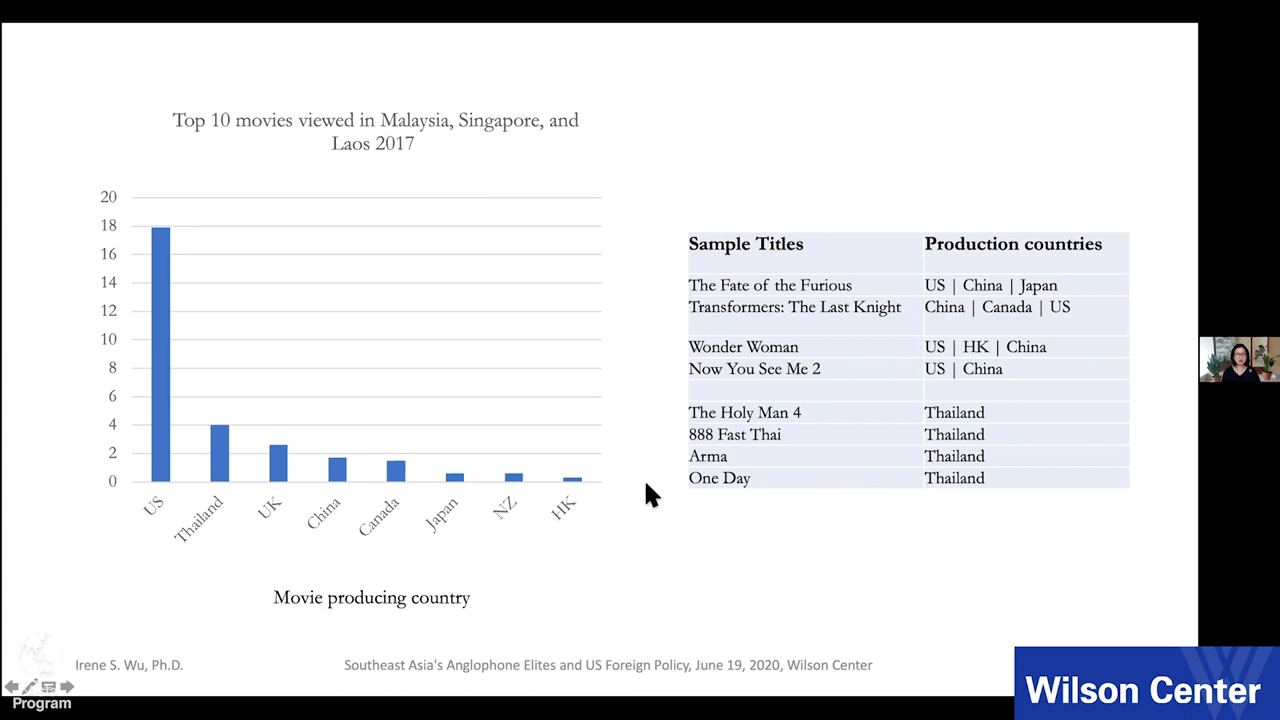 Top 10 movies viewed in Malaysia, Singapore, and
Laos 2017
20
18
16
14
12
10
8
6
4
2
0
US
Thailand
UK
China
Canada
Japan
NZ
HK
Movie producing country
Sample Titles Production countries
The Fate of the Furious US | China | Japan
Transformers: The Last Knight China | Canada | US
Wonder Woman US | HK | China
Now You See Me 2 US | China
The Holy Man 4 Thailand
888 Fast Thai Thailand
Arma Thailand
One Day Thailand
Irene S. Wu, Ph.D. Southeast Asia's Anglophone Elites and US Foreign Policy, June 19, 2020, Wilson Center
Program
Wilson Center